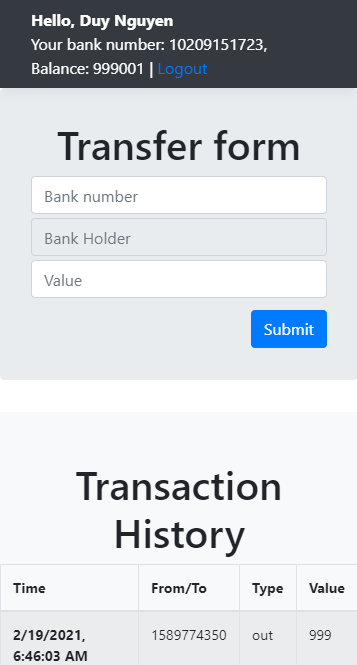 Hello, Duy Nguyen
Your bank number: 10209151723,
Balance: 999001 | Logout
Transfer form
Bank number
Bank Holder
Value
Submit
Transaction
History
Time From/To Type Value
2/19/2021, 1589774350 out 999
6:46:03 AM